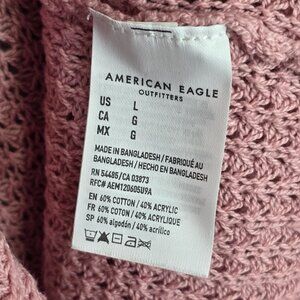 AMERICAN EAGLE
OUTFITTERS
US L
CA G
MX G
MADE IN BANGLADESH / FABRIQUÉ AU
BANGLADESH / HECHO EN BANGLADESH
RN 54485/CA 03873
RFC# AEM120605U9A
EN 60% COTTON / 40% ACRYLIC
FR 60% COTON / 40% ACRYLIQUE
SP 60% algodón / 40% acrílico